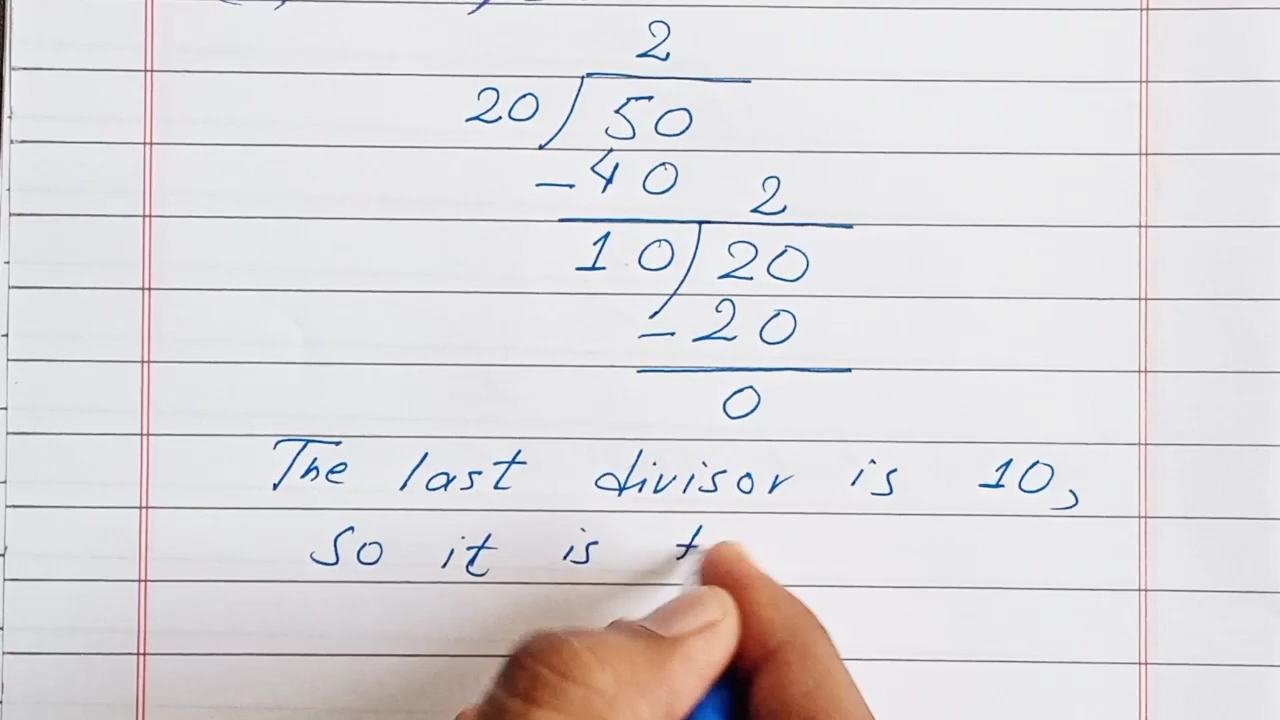 2
20 ) 50
- 40 2
10 ) 20
- 20
0
The last divisor is 10,
So it is t